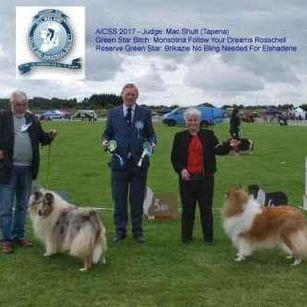 AICSS 2017 - Judge: Mac Shutt (Tapena)
Green Star Bitch: Monsolina Follow Your Dreams Rosschell
Reserve Green Star: Brikazie No Bling Needed For Elshadene
3